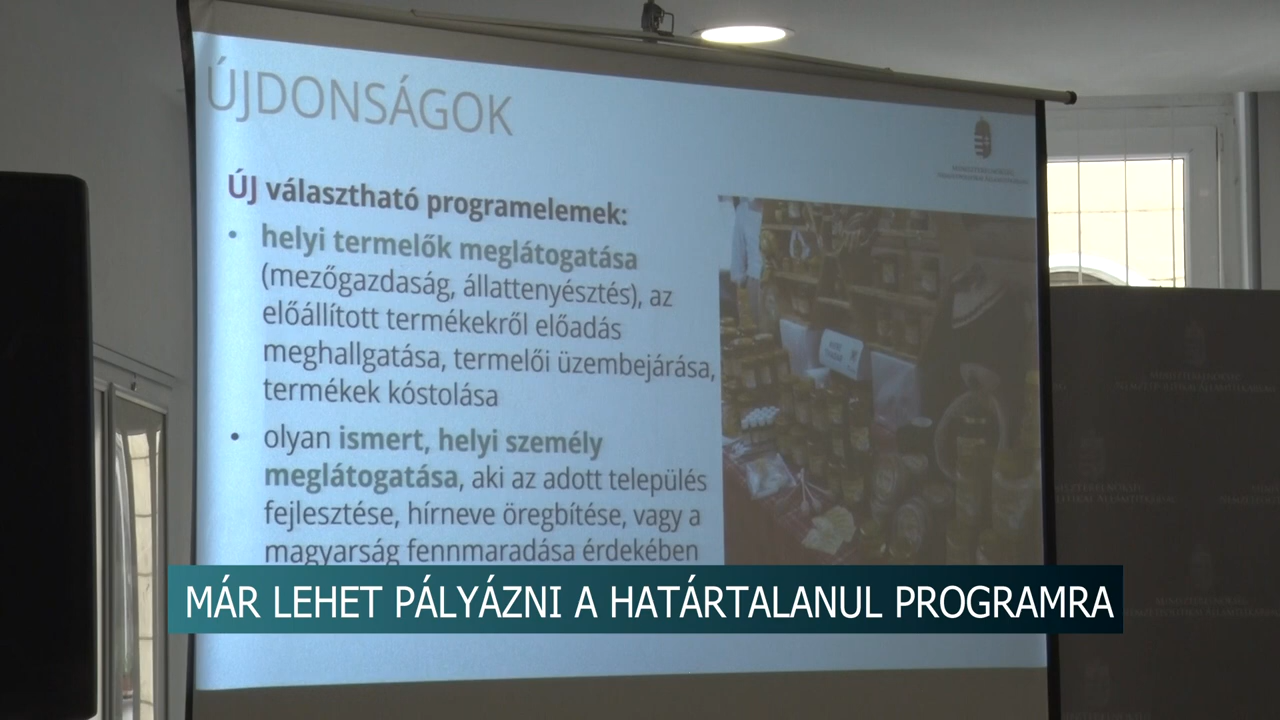 ÚJDONSÁGOK
ÚJ választható programelemek:
• helyi termelők meglátogatása
(mezőgazdaság, állattenyésztés), az
előállított termékekről előadás
meghallgatása, termelői üzembejárása,
termékek kóstolása
• olyan ismert, helyi személy
meglátogatása, aki az adott település
fejlesztése, hírneve öregbítése, vagy a
magyarság fennmaradása érdekében
MÁR LEHET PÁLYÁZNI A HATÁRTALANUL PROGRAMRA